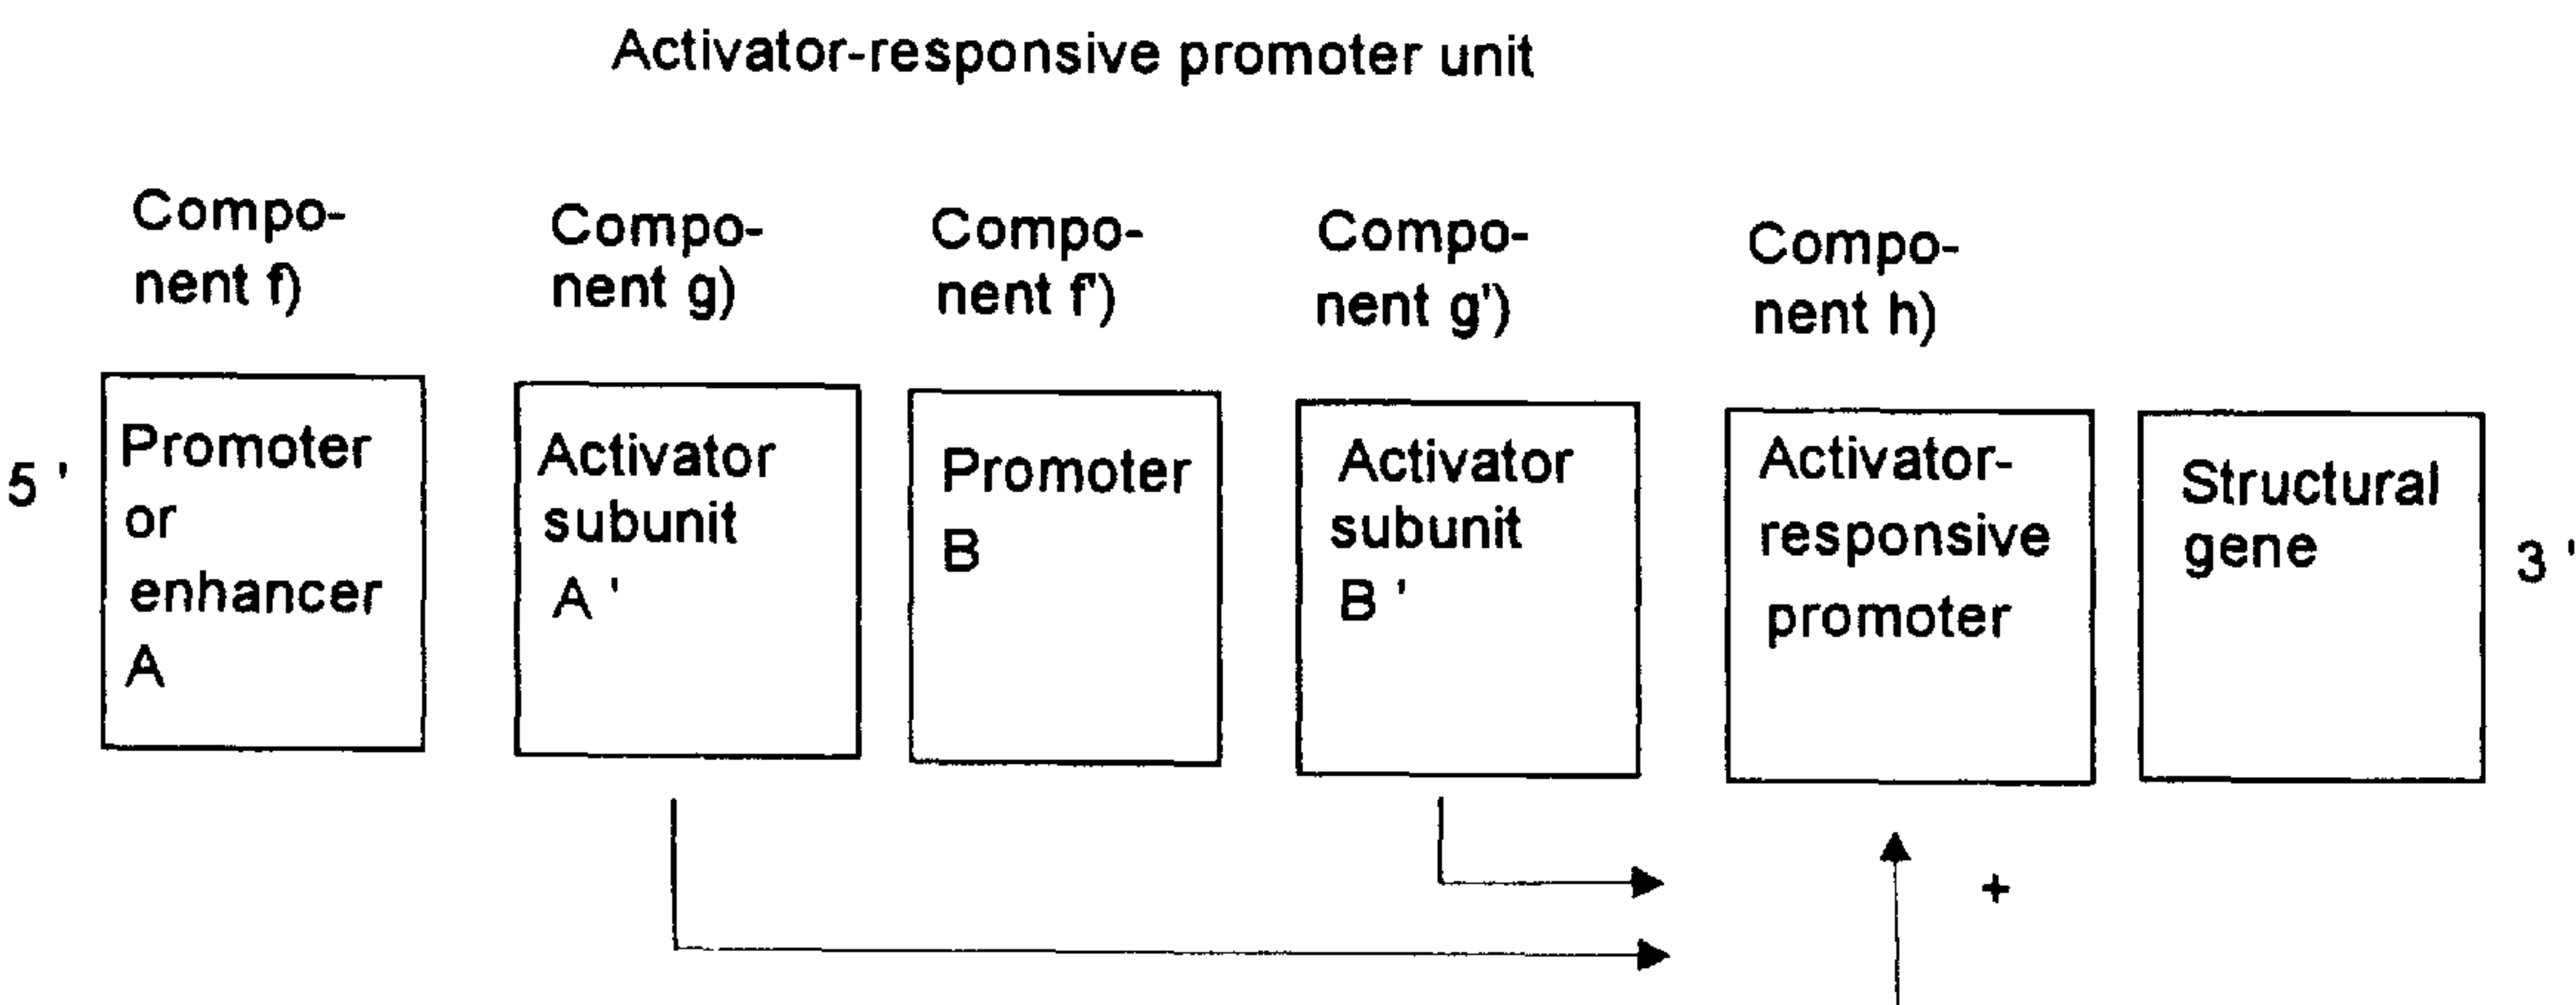 Activator-responsive promoter unit
Compo-
nent f)
Compo-
nent g)
Compo-
nent f')
Compo-
nent g')
Compo-
nent h)
5 '
Promoter
or
enhancer
A
Activator
subunit
A '
Promoter
B
Activator
subunit
B '
Activator-
responsive
promoter
Structural
gene
3 '
+